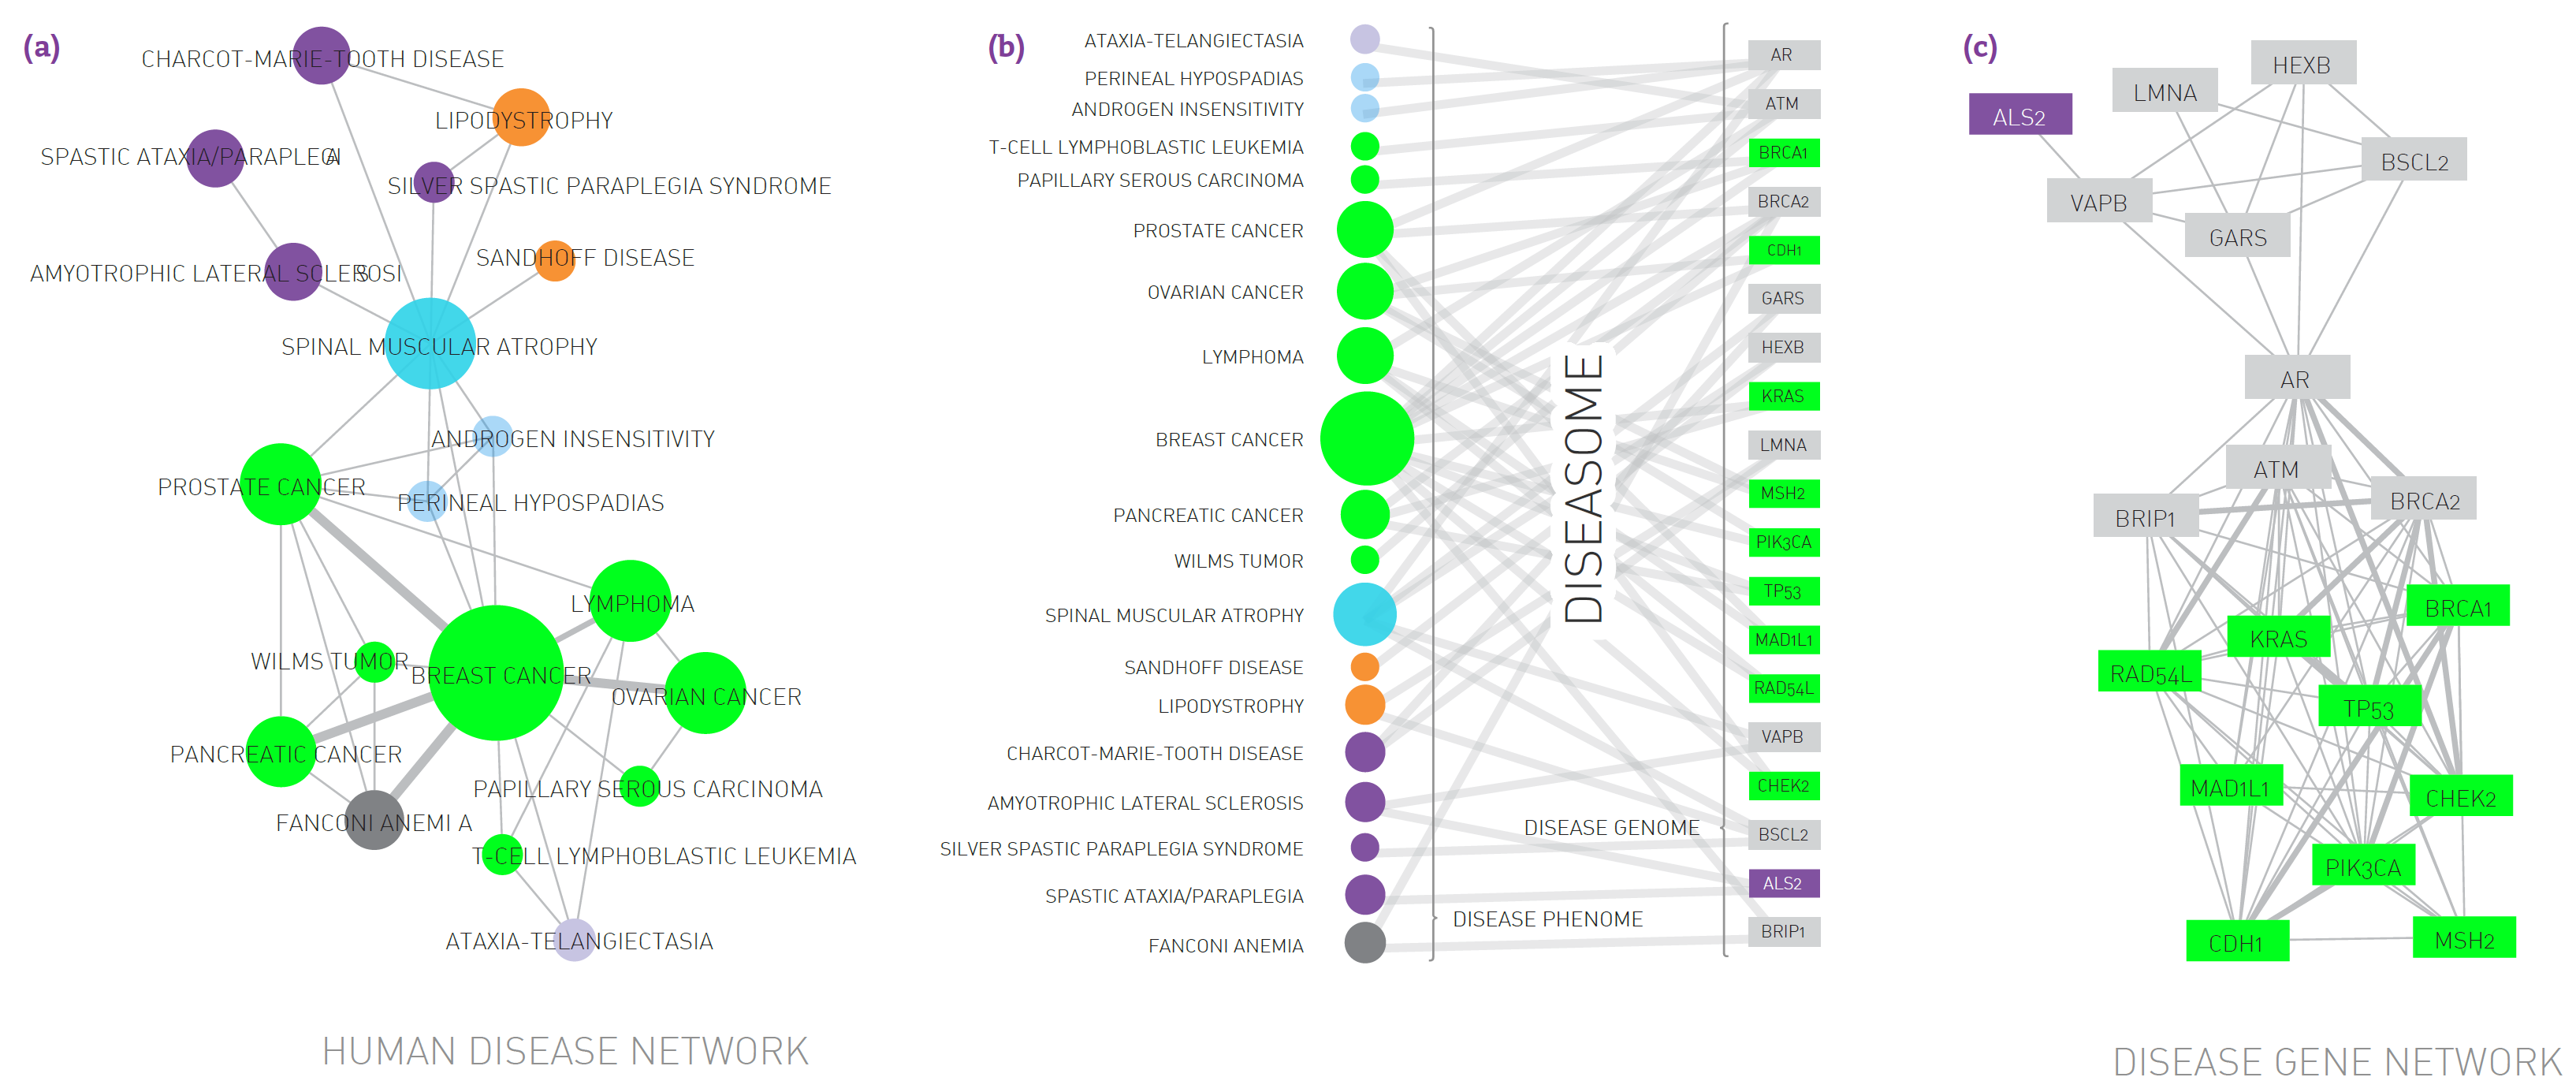 (a)
CHARCOT-MARIE-TOOTH DISEASE
LIPODYSTROPHY
SPASTIC ATAXIA/PARAPLEGIA
SILVER SPASTIC PARAPLEGIA SYNDROME
SANDHOFF DISEASE
AMYOTROPHIC LATERAL SCLEROSIS
SPINAL MUSCULAR ATROPHY
ANDROGEN INSENSITIVITY
PROSTATE CANCER
PERINEAL HYPOSPADIAS
LYMPHOMA
WILMS TUMOR
BREAST CANCER
OVARIAN CANCER
PANCREATIC CANCER
PAPILLARY SEROUS CARCINOMA
FANCONI ANEMI A
T-CELL LYMPHOBLASTIC LEUKEMIA
ATAXIA-TELANGIECTASIA
HUMAN DISEASE NETWORK
(b)
ATAXIA-TELANGIECTASIA
PERINEAL HYPOSPADIAS
ANDROGEN INSENSITIVITY
T-CELL LYMPHOBLASTIC LEUKEMIA
PAPILLARY SEROUS CARCINOMA
PROSTATE CANCER
OVARIAN CANCER
LYMPHOMA
BREAST CANCER
PANCREATIC CANCER
WILMS TUMOR
SPINAL MUSCULAR ATROPHY
SANDHOFF DISEASE
LIPODYSTROPHY
CHARCOT-MARIE-TOOTH DISEASE
AMYOTROPHIC LATERAL SCLEROSIS
SILVER SPASTIC PARAPLEGIA SYNDROME
SPASTIC ATAXIA/PARAPLEGIA
FANCONI ANEMIA
DISEASE PHENOME
DISEASOME
DISEASE GENOME
AR
ATM
BRCA1
BRCA2
CDH1
GARS
HEXB
KRAS
LMNA
MSH2
PIK3CA
TP53
MAD1L1
RAD54L
VAPB
CHEK2
BSCL2
ALS2
BRIP1
(c)
HEXB
LMNA
ALS2
BSCL2
VAPB
GARS
AR
ATM
BRCA2
BRIP1
BRCA1
KRAS
RAD54L
TP53
MAD1L1
CHEK2
PIK3CA
CDH1
MSH2
DISEASE GENE NETWORK